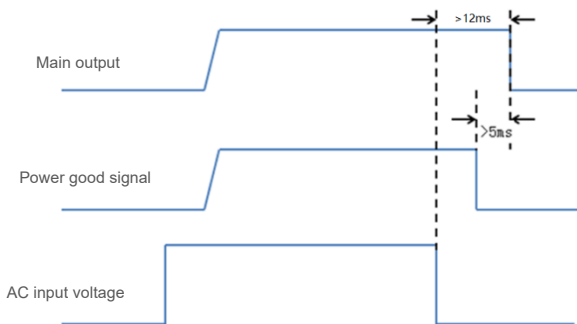 >12ms
Main output
>5ms
Power good signal
AC input voltage